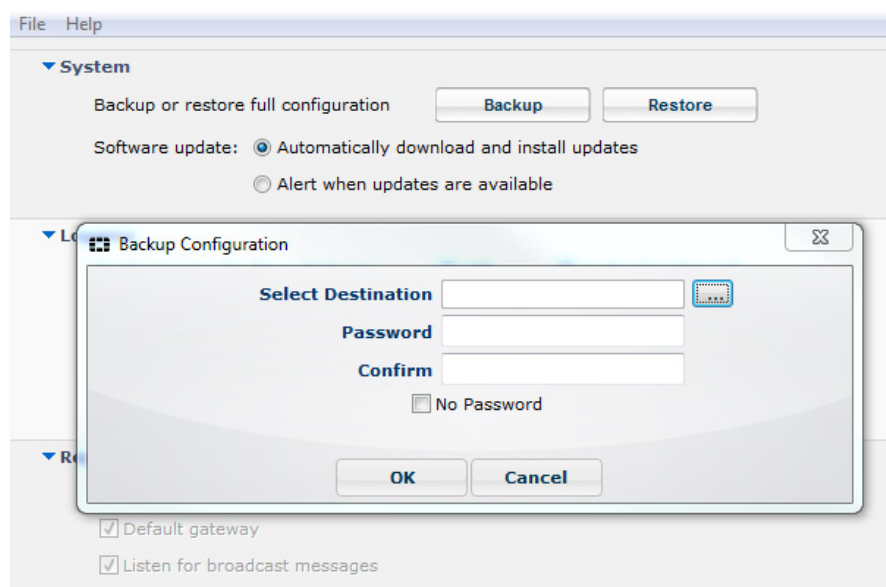 File Help
System
Backup or restore full configuration Backup Restore
Software update: Automatically download and install updates
Alert when updates are available
Backup Configuration
Select Destination ...
Password
Confirm
No Password
OK Cancel
Default gateway
Listen for broadcast messages